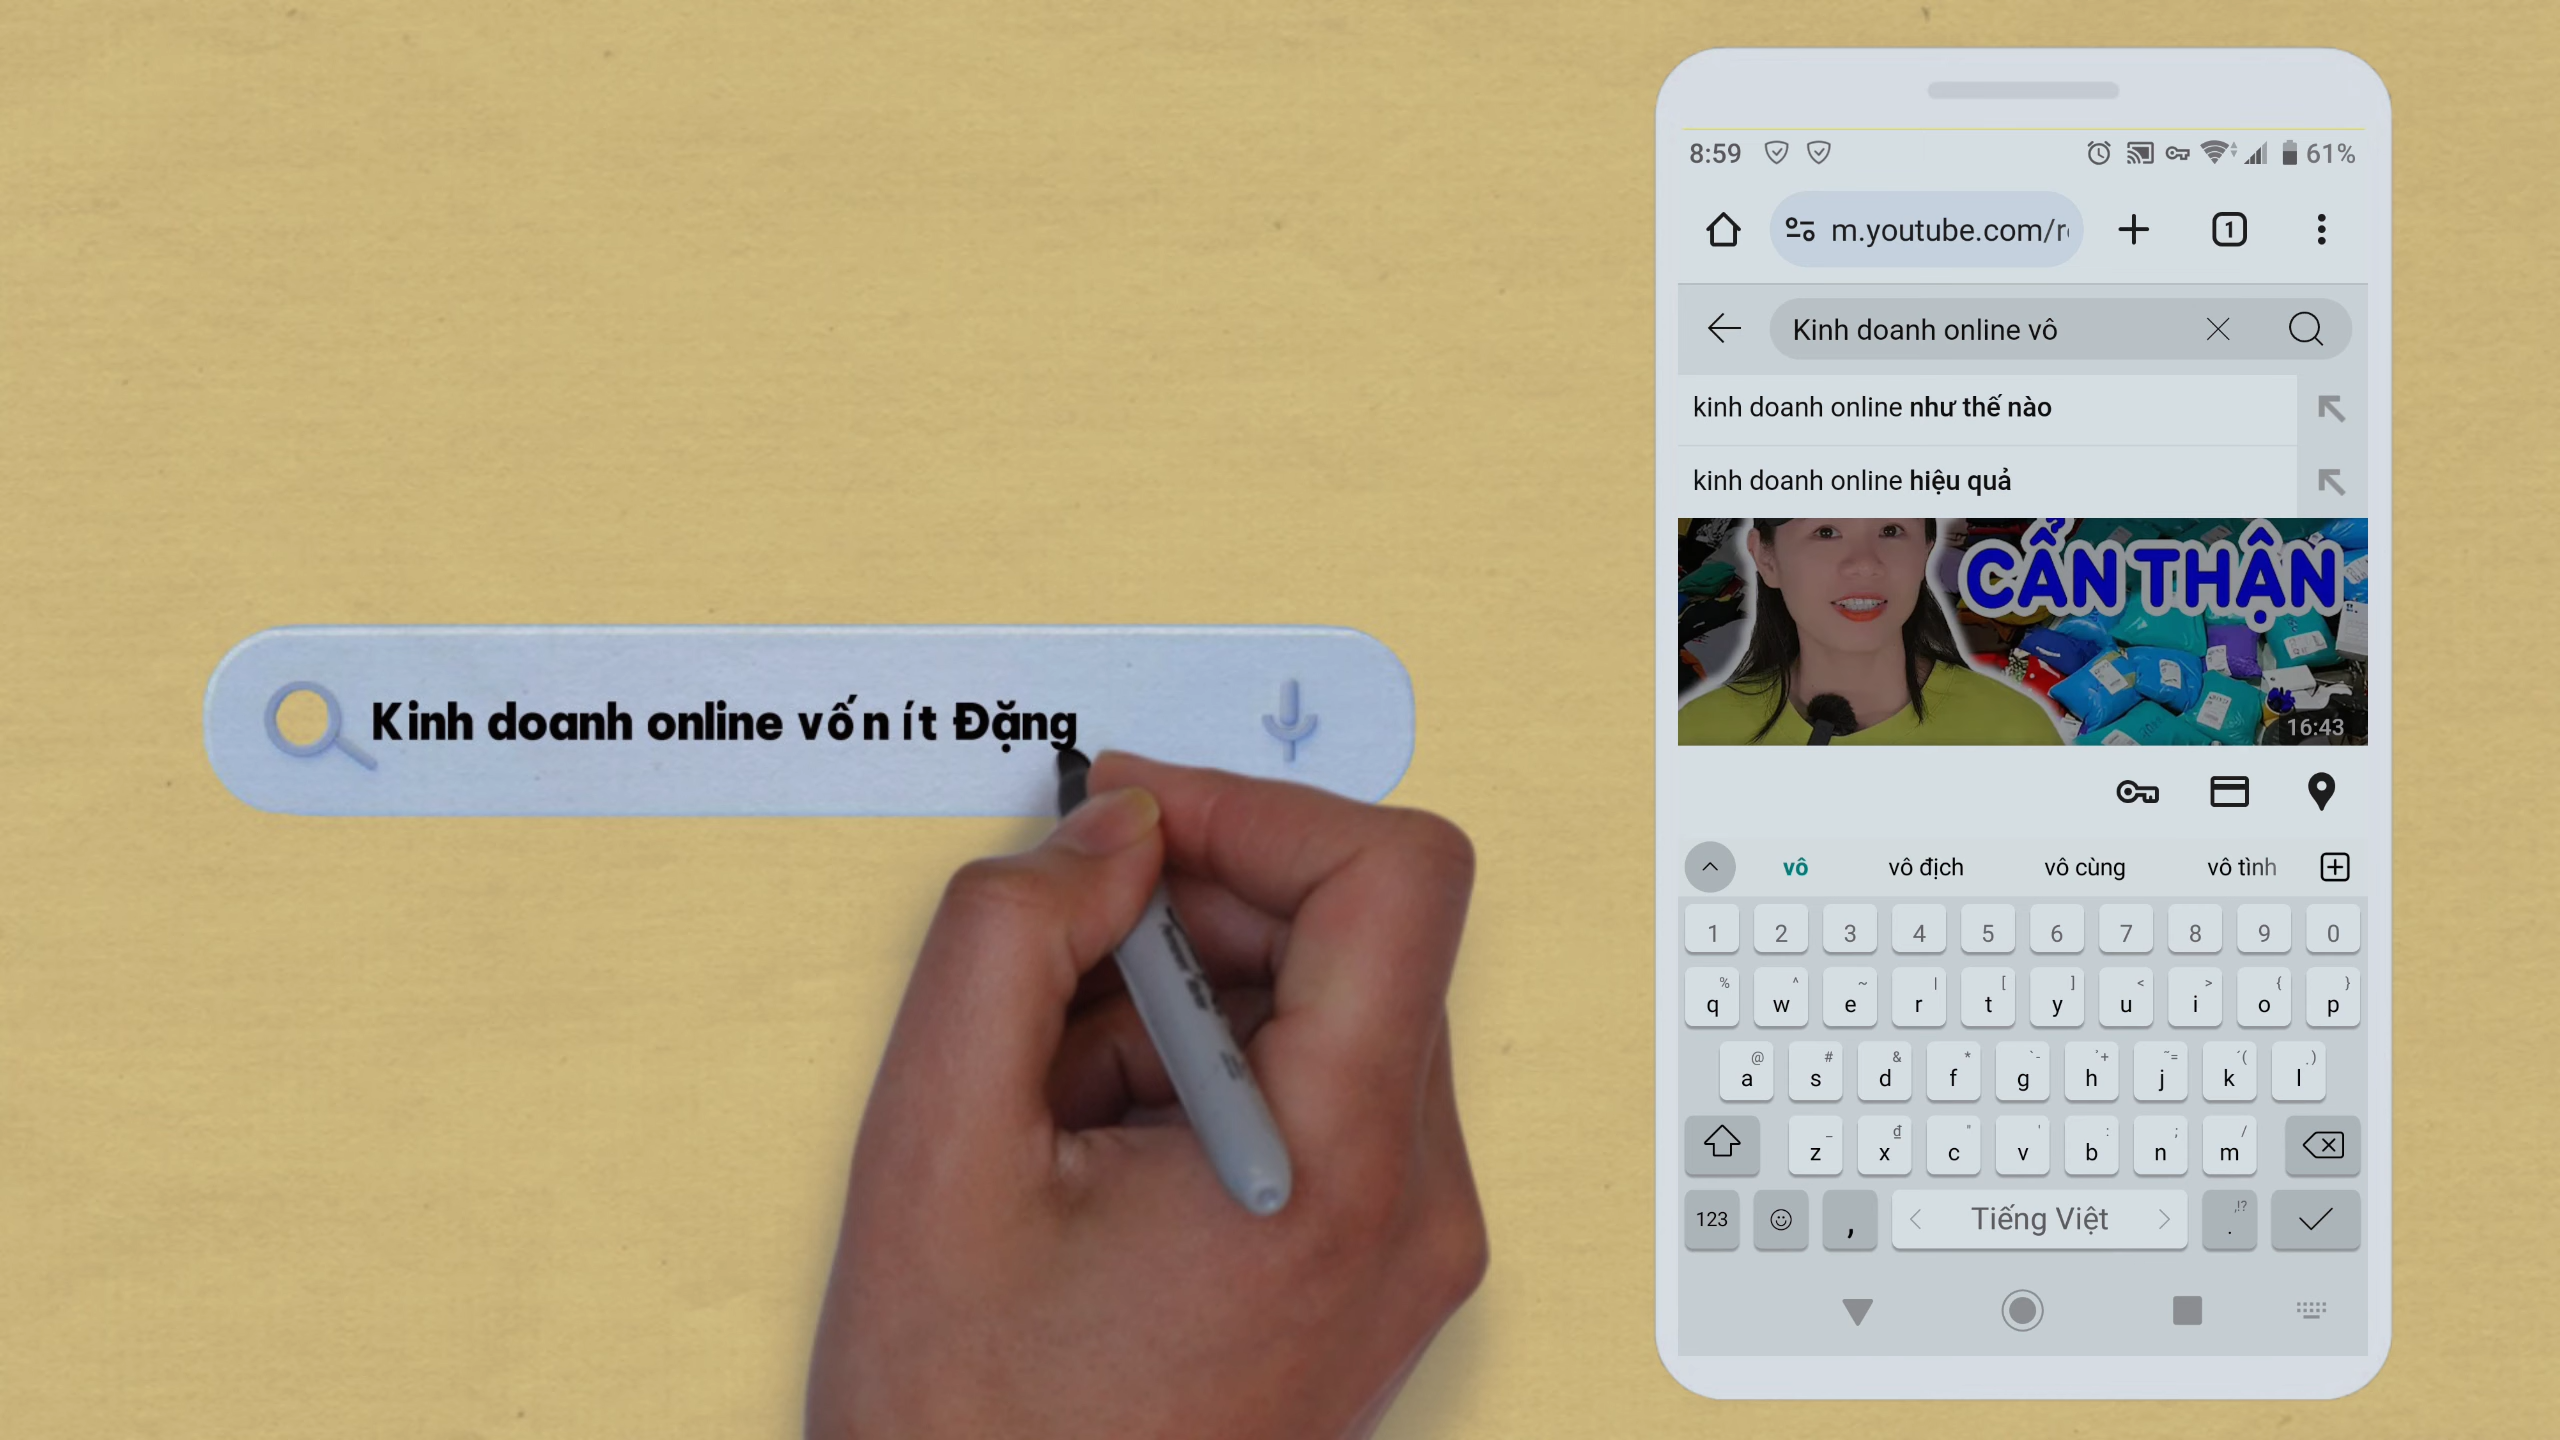 Kinh doanh online vốn ít Đặng
8:59
61%
m.youtube.com/r
1
Kinh doanh online vô
kinh doanh online như thế nào
kinh doanh online hiệu quả
CẨN THẬN
16:43
vô vô địch vô cùng vô tình
1 2 3 4 5 6 7 8 9 0
% ^ ~ | [ ] < > { }
q w e r t y u i o p
@ # & * - + = ( )
a s d f g h j k l
_ đ " ' : ; /
z x c v b n m
,!?
123 , Tiếng Việt .